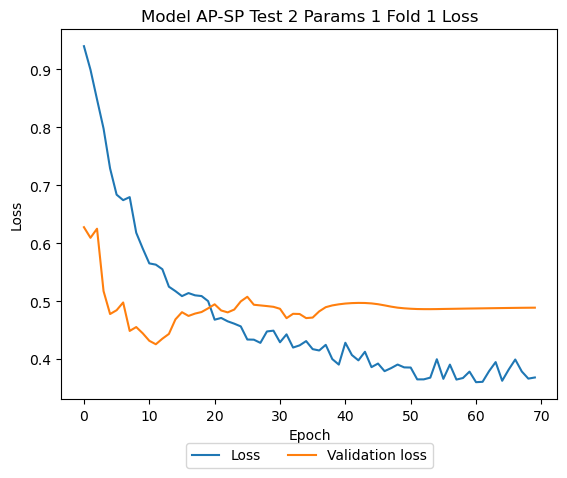 Model AP-SP Test 2 Params 1 Fold 1 Loss
Loss
0.9
0.8
0.7
0.6
0.5
0.4
0 10 20 30 40 50 60 70
Epoch
Loss Validation loss